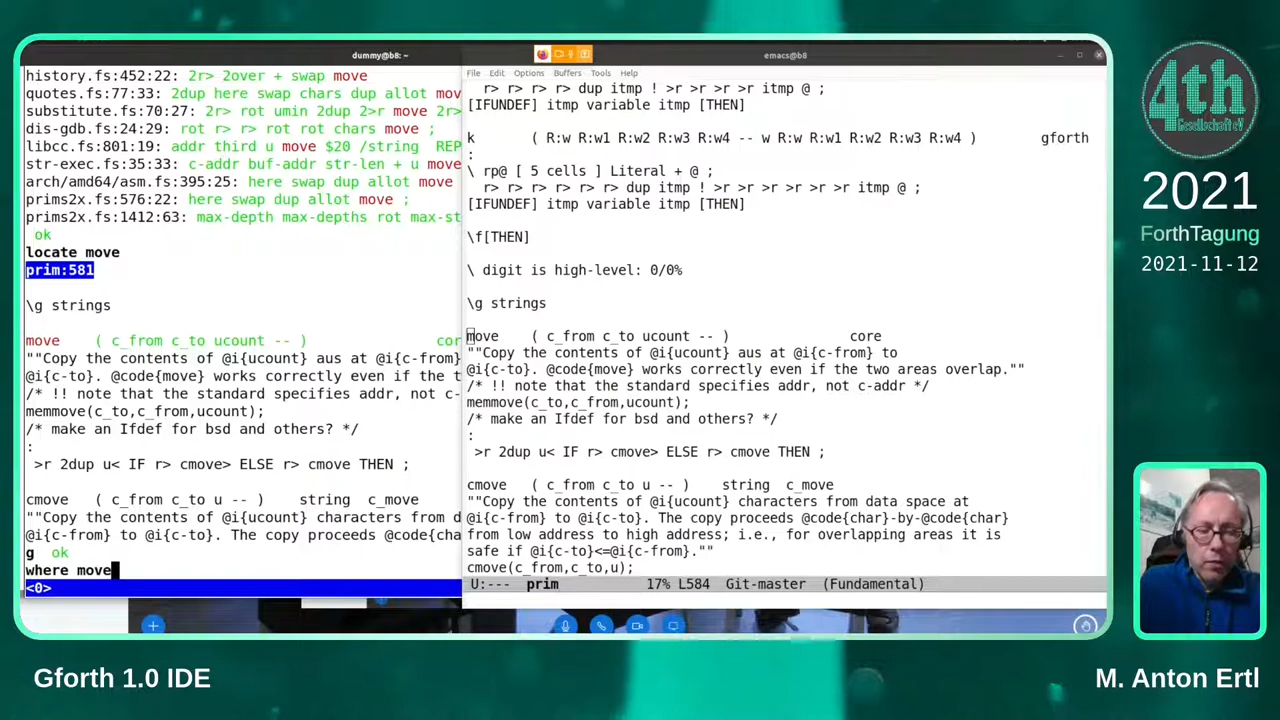 dummy@b8: ~
history.fs:452:22: 2r> 2over + swap move
quotes.fs:77:33: 2dup here swap chars dup allot mov
substitute.fs:70:27: 2r> rot umin 2dup 2>r move 2r>
dis-gdb.fs:24:29: rot r> r> rot rot chars move ;
libcc.fs:801:19: addr third u move $20 /string  REP
str-exec.fs:35:33: c-addr buf-addr str-len + u move
arch/amd64/asm.fs:395:25: here swap dup allot move
prims2x.fs:576:22: here swap dup allot move ;
prims2x.fs:1412:63: max-depth max-depths rot max-st
ok
locate move
prim:581
\g strings
move    ( c_from c_to ucount -- )    cor
""Copy the contents of @i{ucount} aus at @i{c-from}
@i{c-to}. @code{move} works correctly even if the t
/* !! note that the standard specifies addr, not c-
memmove(c_to,c_from,ucount);
/* make an Ifdef for bsd and others? */
:
>r 2dup u< IF r> cmove> ELSE r> cmove THEN ;
cmove   ( c_from c_to u -- )    string  c_move
""Copy the contents of @i{ucount} characters from d
@i{c-from} to @i{c-to}. The copy proceeds @code{cha
g  ok
where move
<0>
emacs@b8
File Edit Options Buffers Tools Help
r> r> r> r> dup itmp ! >r >r >r >r itmp @ ;
[IFUNDEF] itmp variable itmp [THEN]
k    ( R:w R:w1 R:w2 R:w3 R:w4 -- w R:w R:w1 R:w2 R:w3 R:w4 )    gforth
:
\ rp@ [ 5 cells ] Literal + @ ;
r> r> r> r> r> dup itmp ! >r >r >r >r >r itmp @ ;
[IFUNDEF] itmp variable itmp [THEN]
\f[THEN]
\ digit is high-level: 0/0%
\g strings
move    ( c_from c_to ucount -- )    core
""Copy the contents of @i{ucount} aus at @i{c-from} to
@i{c-to}. @code{move} works correctly even if the two areas overlap.""
/* !! note that the standard specifies addr, not c-addr */
memmove(c_to,c_from,ucount);
/* make an Ifdef for bsd and others? */
:
>r 2dup u< IF r> cmove> ELSE r> cmove THEN ;
cmove   ( c_from c_to u -- )    string  c_move
""Copy the contents of @i{ucount} characters from data space at
@i{c-from} to @i{c-to}. The copy proceeds @code{char}-by-@code{char}
from low address to high address; i.e., for overlapping areas it is
safe if @i{c-to}<=@i{c-from}.""
cmove(c_from,c_to,u);
U:---  prim    17% L584  Git-master  (Fundamental)
4th
Gesellschaft eV
2021
ForthTagung
2021-11-12
Gforth 1.0 IDE
M. Anton Ertl